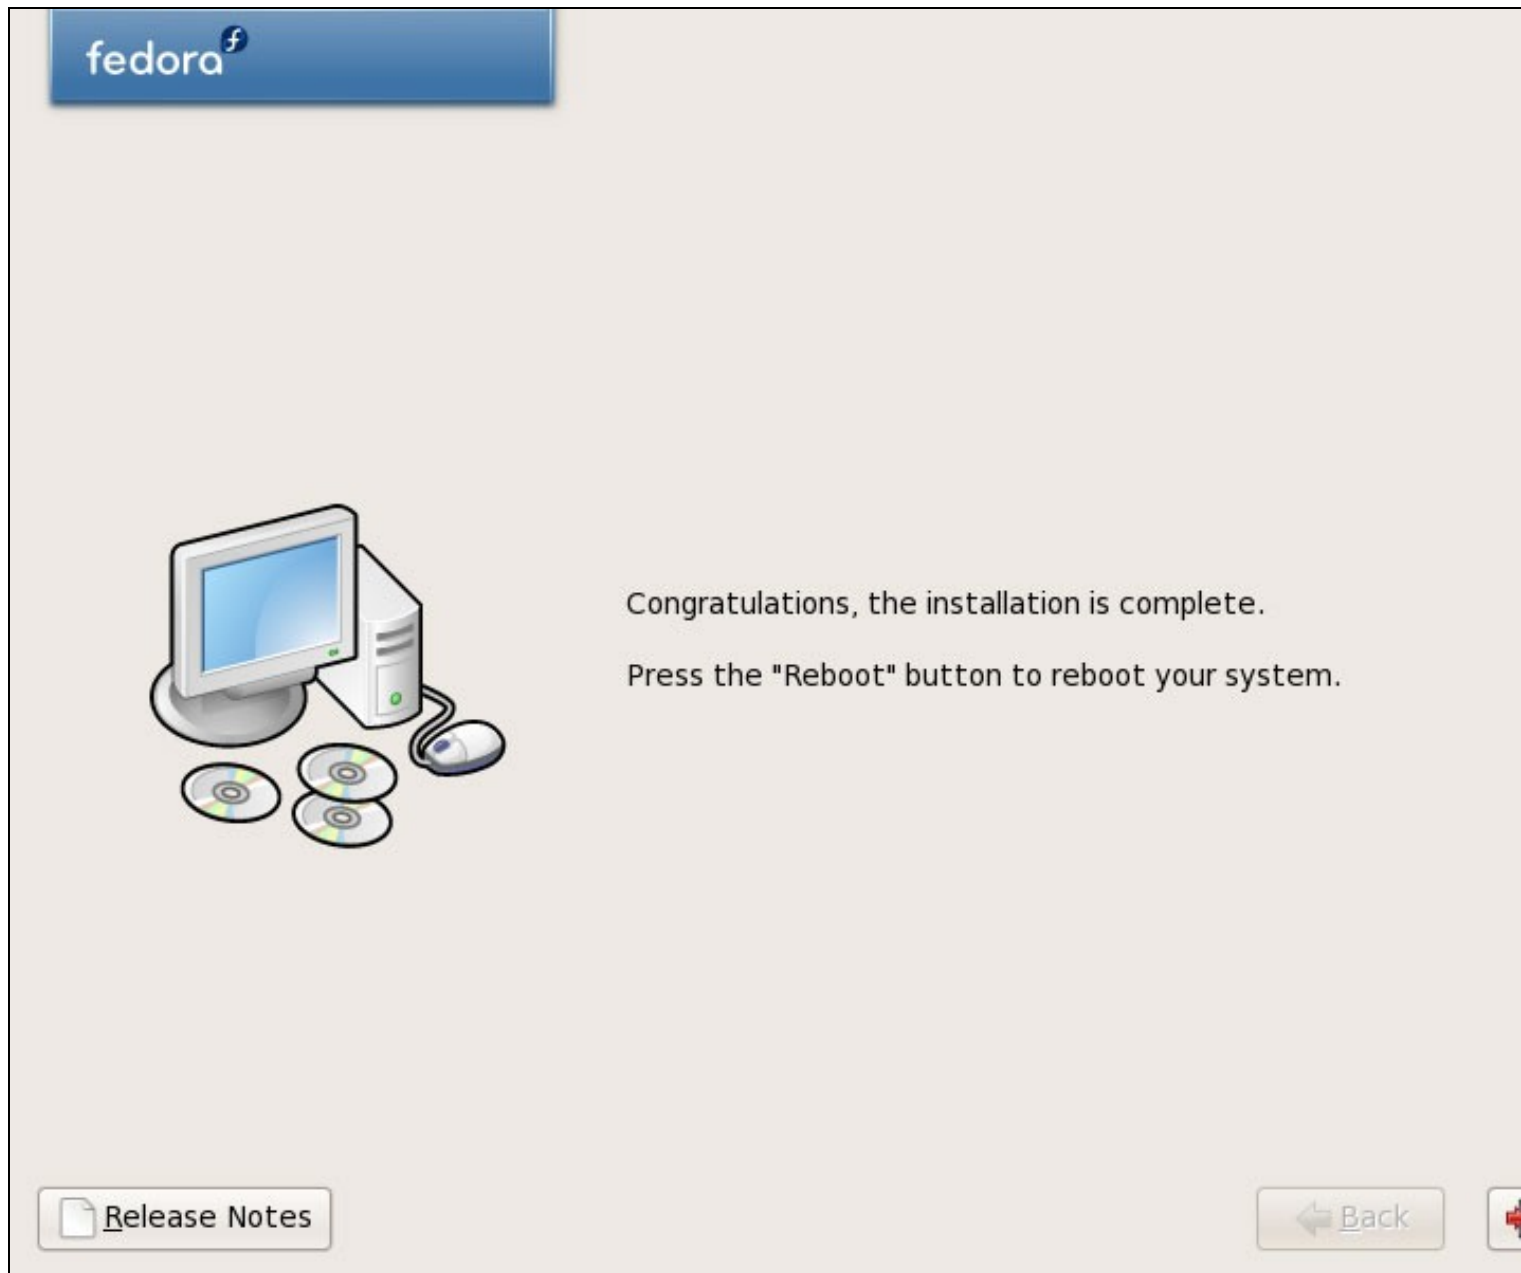 fedora
Congratulations, the installation is complete.
Press the "Reboot" button to reboot your system.
Release Notes
Back